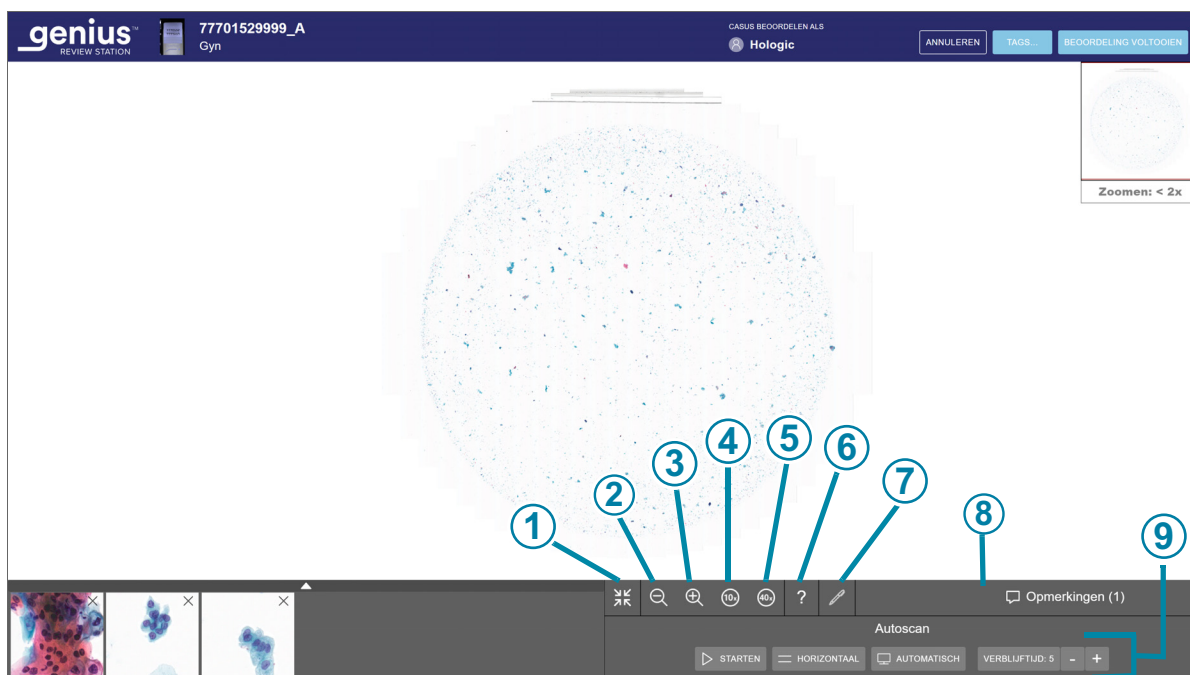 genius™
REVIEW STATION
77701529999_A
Gyn
CASUS BEOORDELEN ALS
Hologic
ANNULEREN
TAGS...
BEOORDELING VOLTOOIEN
Zoomen: < 2x
1
2
3
4
5
6
7
8
9
10x
40x
?
Opmerkingen (1)
Autoscan
STARTEN
HORIZONTAAL
AUTOMATISCH
VERBLIJFTIJD: 5
-
+